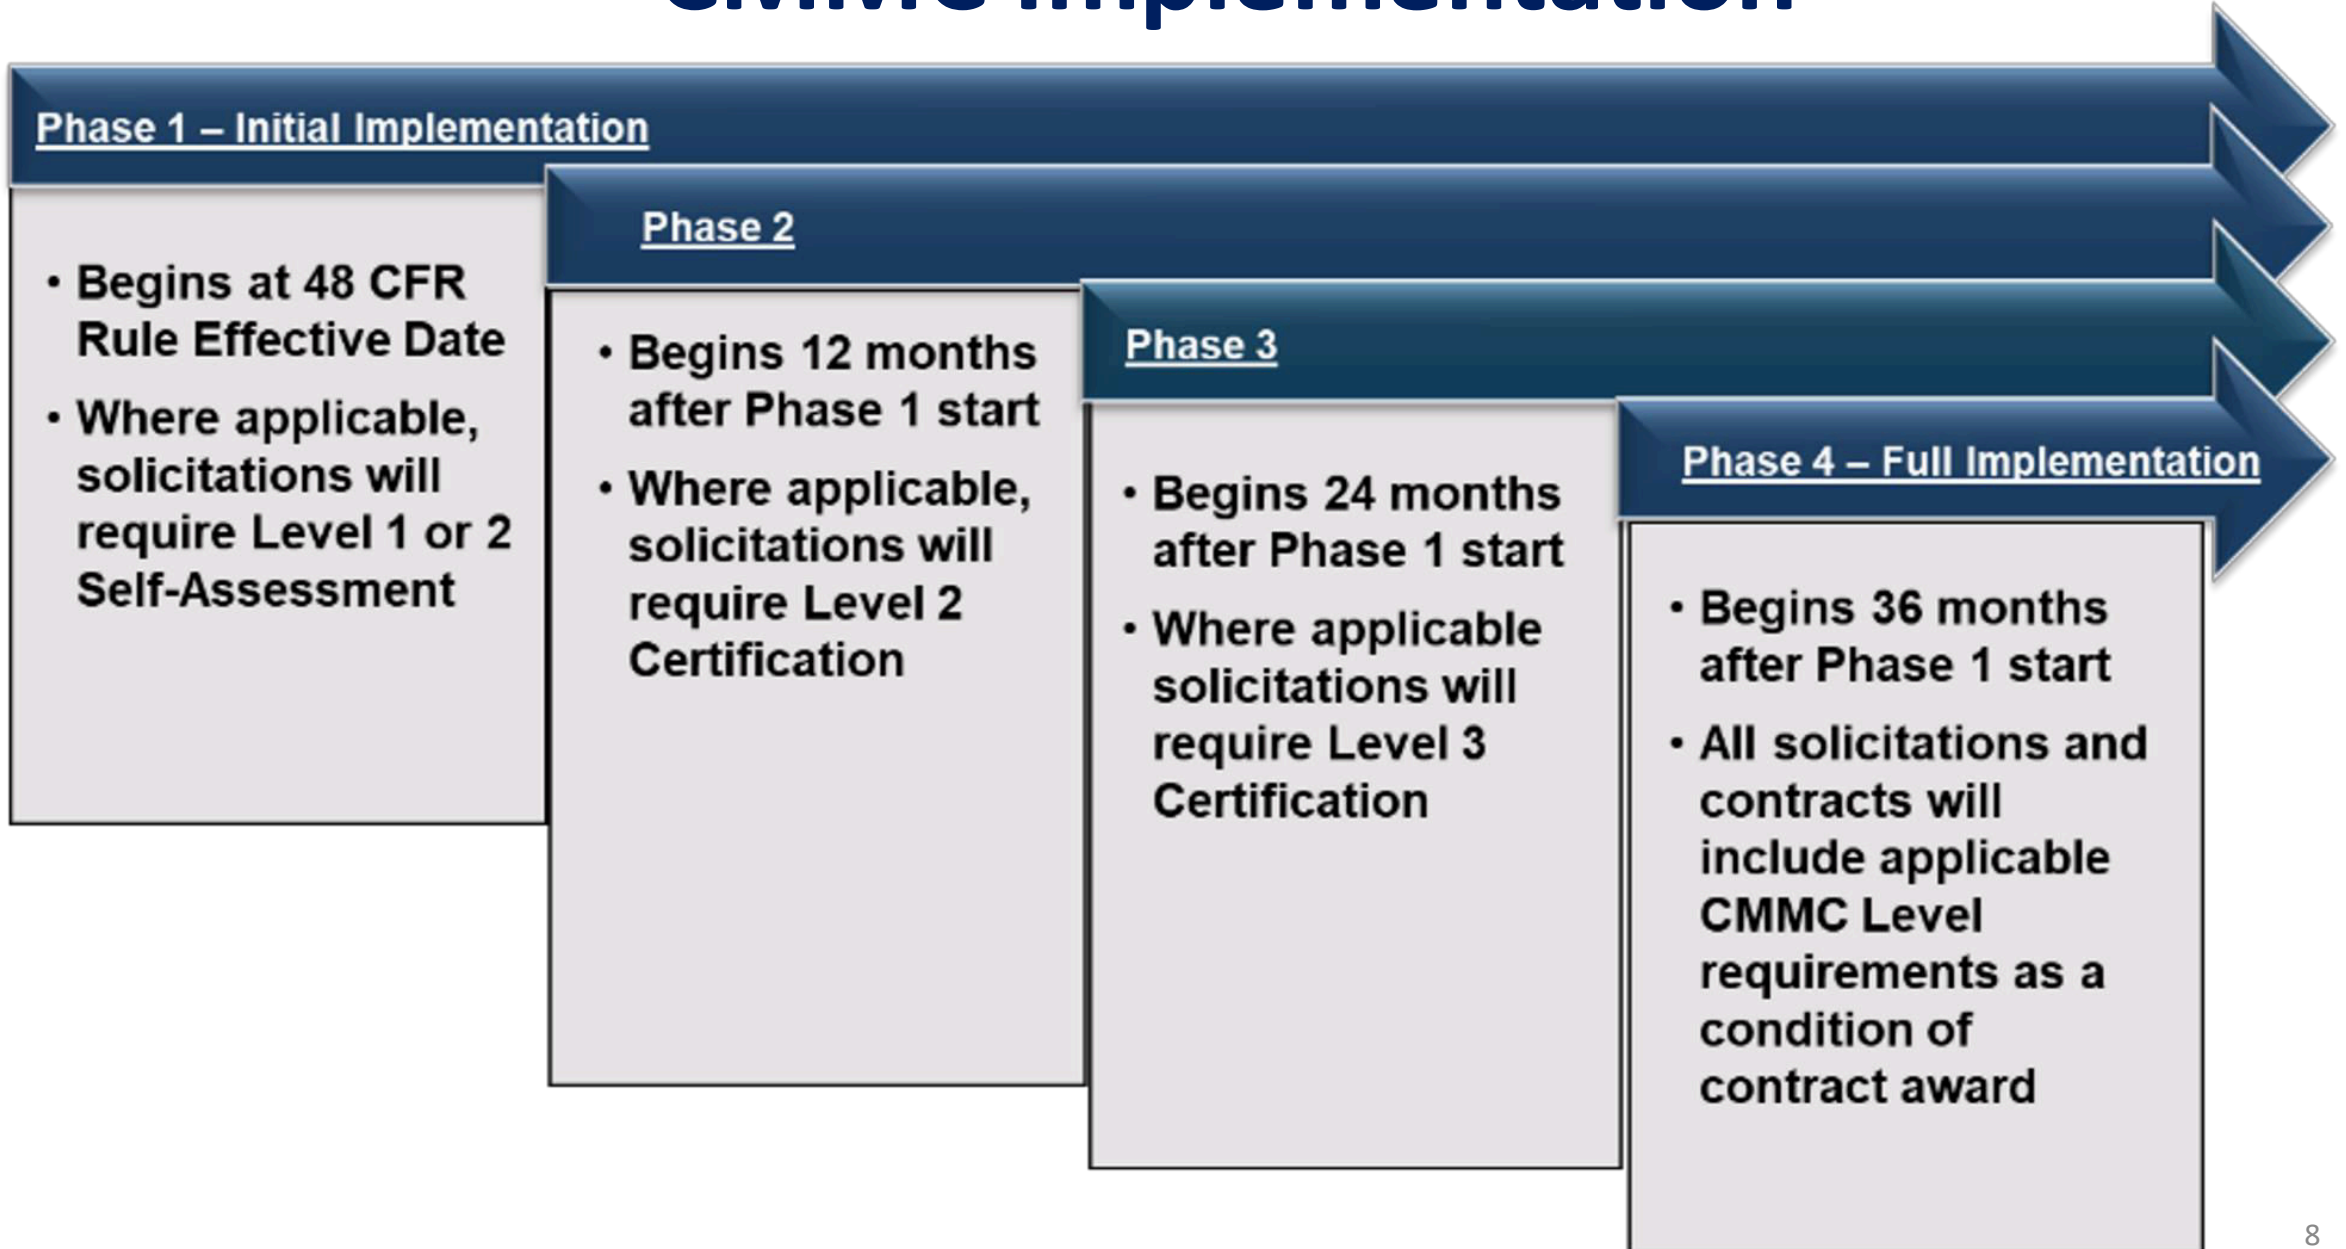 CMMC Implementation
Phase 1 – Initial Implementation
• Begins at 48 CFR
Rule Effective Date
• Where applicable,
solicitations will
require Level 1 or 2
Self-Assessment
Phase 2
• Begins 12 months
after Phase 1 start
• Where applicable,
solicitations will
require Level 2
Certification
Phase 3
• Begins 24 months
after Phase 1 start
• Where applicable
solicitations will
require Level 3
Certification
Phase 4 – Full Implementation
• Begins 36 months
after Phase 1 start
• All solicitations and
contracts will
include applicable
CMMC Level
requirements as a
condition of
contract award
8